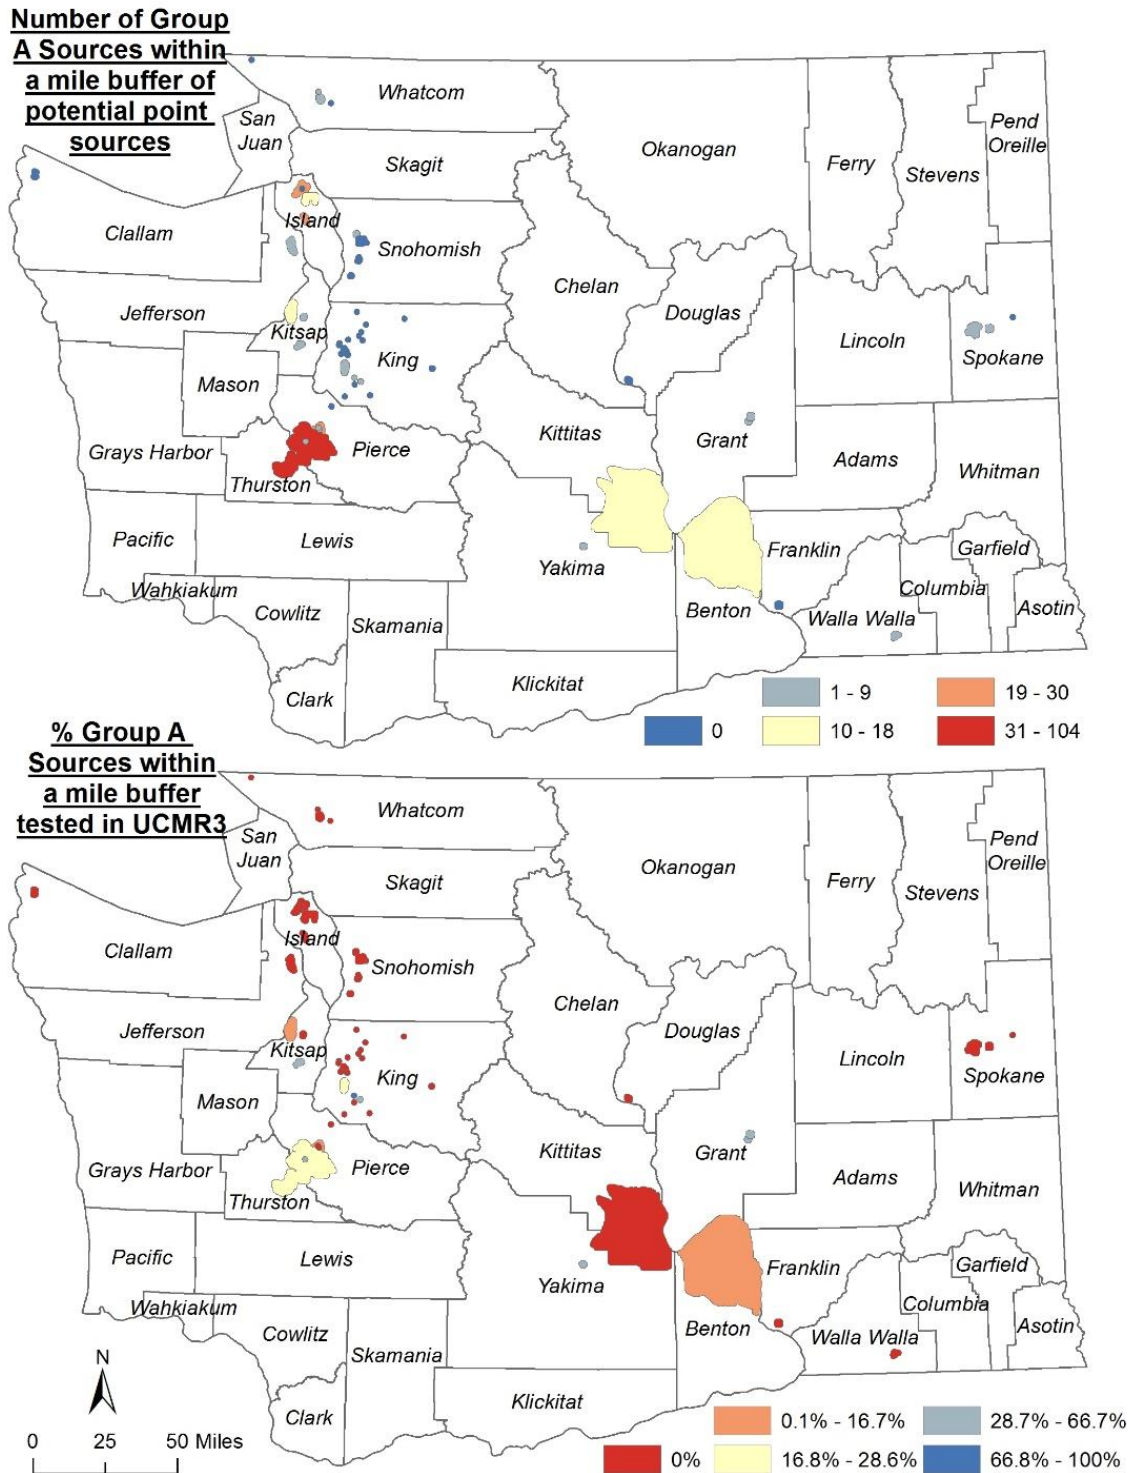 Number of Group
A Sources within
a mile buffer of
potential point
sources
Whatcom
San
Juan
Skagit
Okanogan
Ferry
Stevens
Pend
Oreille
Clallam
Island
Snohomish
Chelan
Douglas
Jefferson
Kitsap
King
Lincoln
Spokane
Mason
Grays Harbor
Thurston
Pierce
Kittitas
Grant
Adams
Whitman
Pacific
Lewis
Yakima
Franklin
Garfield
Wahkiakum
Cowlitz
Skamania
Benton
Walla Walla
Columbia
Asotin
Clark
Klickitat
1 - 9
19 - 30
0
10 - 18
31 - 104
% Group A
Sources within
a mile buffer
tested in UCMR3
Whatcom
San
Juan
Skagit
Okanogan
Ferry
Stevens
Pend
Oreille
Clallam
Island
Snohomish
Chelan
Douglas
Jefferson
Kitsap
King
Lincoln
Spokane
Mason
Grays Harbor
Thurston
Pierce
Kittitas
Grant
Adams
Whitman
Pacific
Lewis
Yakima
Franklin
Garfield
Wahkiakum
Cowlitz
Skamania
Benton
Walla Walla
Columbia
Asotin
Clark
Klickitat
N
0 25 50 Miles
0.1% - 16.7%
28.7% - 66.7%
0%
16.8% - 28.6%
66.8% - 100%